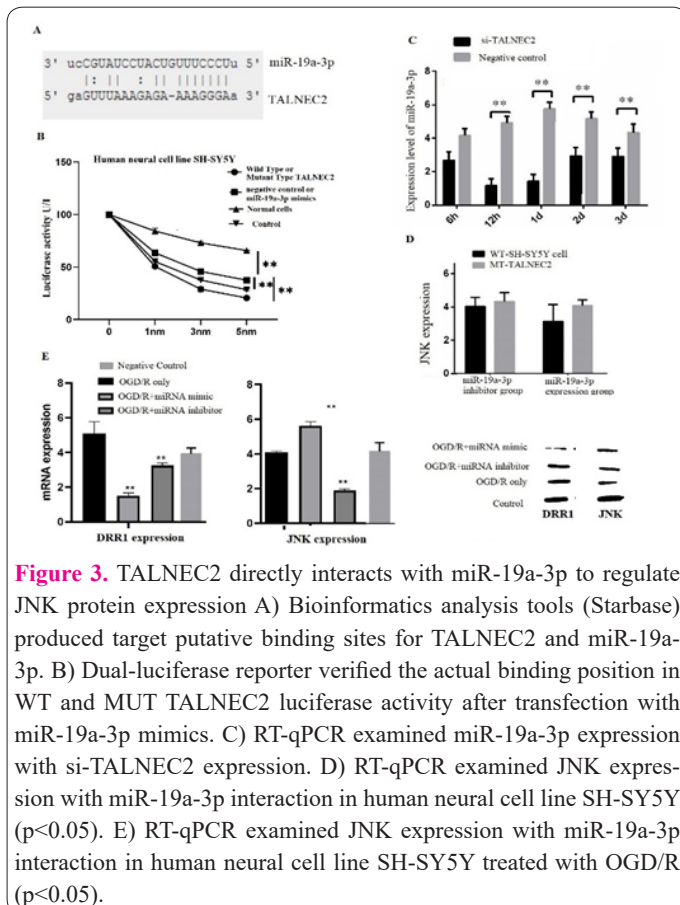 A
3' ucCGUAUCCUACUGUUUCCCUu 5' miR-19a-3p
5' gaGUUUAAAGAGA-AAAGGGAa 3' TALNEC2
B
Human neural cell line SH-SY5Y
Luciferase activity U/I
150
100
50
0
0
1nm
3nm
5nm
Wild Type or
Mutant Type TALNEC2
negative control or
miR-19a-3p mimics
Normal cells
Control
**
**
**
C
si-TALNEC2
Negative control
Expression level of miR-19a-3p
8
6
4
2
0
**
**
**
**
6h
12h
1d
2d
3d
D
WT-SH-SY5Y cell
MT-TALNEC2
JNK expression
6
4
2
0
miR-19a-3p
inhibitor group
miR-19a-3p
expression group
E
Negative Control
OGD/R only
OGD/R+miRNA mimic
OGD/R+miRNA inhibitor
mRNA expression
8
6
4
2
0
**
**
DRR1 expression
8
6
4
2
0
**
**
JNK expression
OGD/R+miRNA mimic
OGD/R+miRNA inhibitor
OGD/R only
Control
DRR1
JNK
Figure 3. TALNEC2 directly interacts with miR-19a-3p to regulate
JNK protein expression A) Bioinformatics analysis tools (Starbase)
produced target putative binding sites for TALNEC2 and miR-19a-
3p. B) Dual-luciferase reporter verified the actual binding position in
WT and MUT TALNEC2 luciferase activity after transfection with
miR-19a-3p mimics. C) RT-qPCR examined miR-19a-3p expression
with si-TALNEC2 expression. D) RT-qPCR examined JNK expres-
sion with miR-19a-3p interaction in human neural cell line SH-SY5Y
(p<0.05). E) RT-qPCR examined JNK expression with miR-19a-3p
interaction in human neural cell line SH-SY5Y treated with OGD/R
(p<0.05).